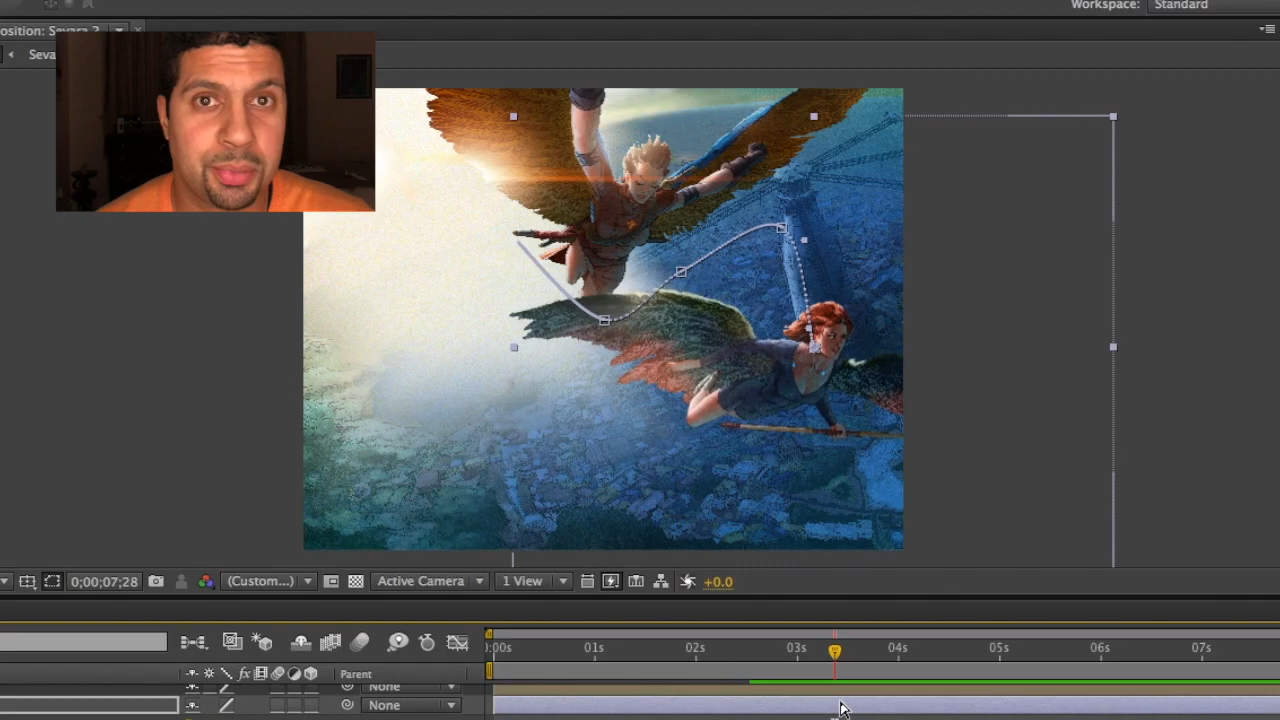 Workspace: Standard
osition: Sevara 2
Seva
0;00;07;28 (Custom...) Active Camera 1 View +0.0
:00s 01s 02s 03s 04s 05s 06s 07s
fx Parent
None
None